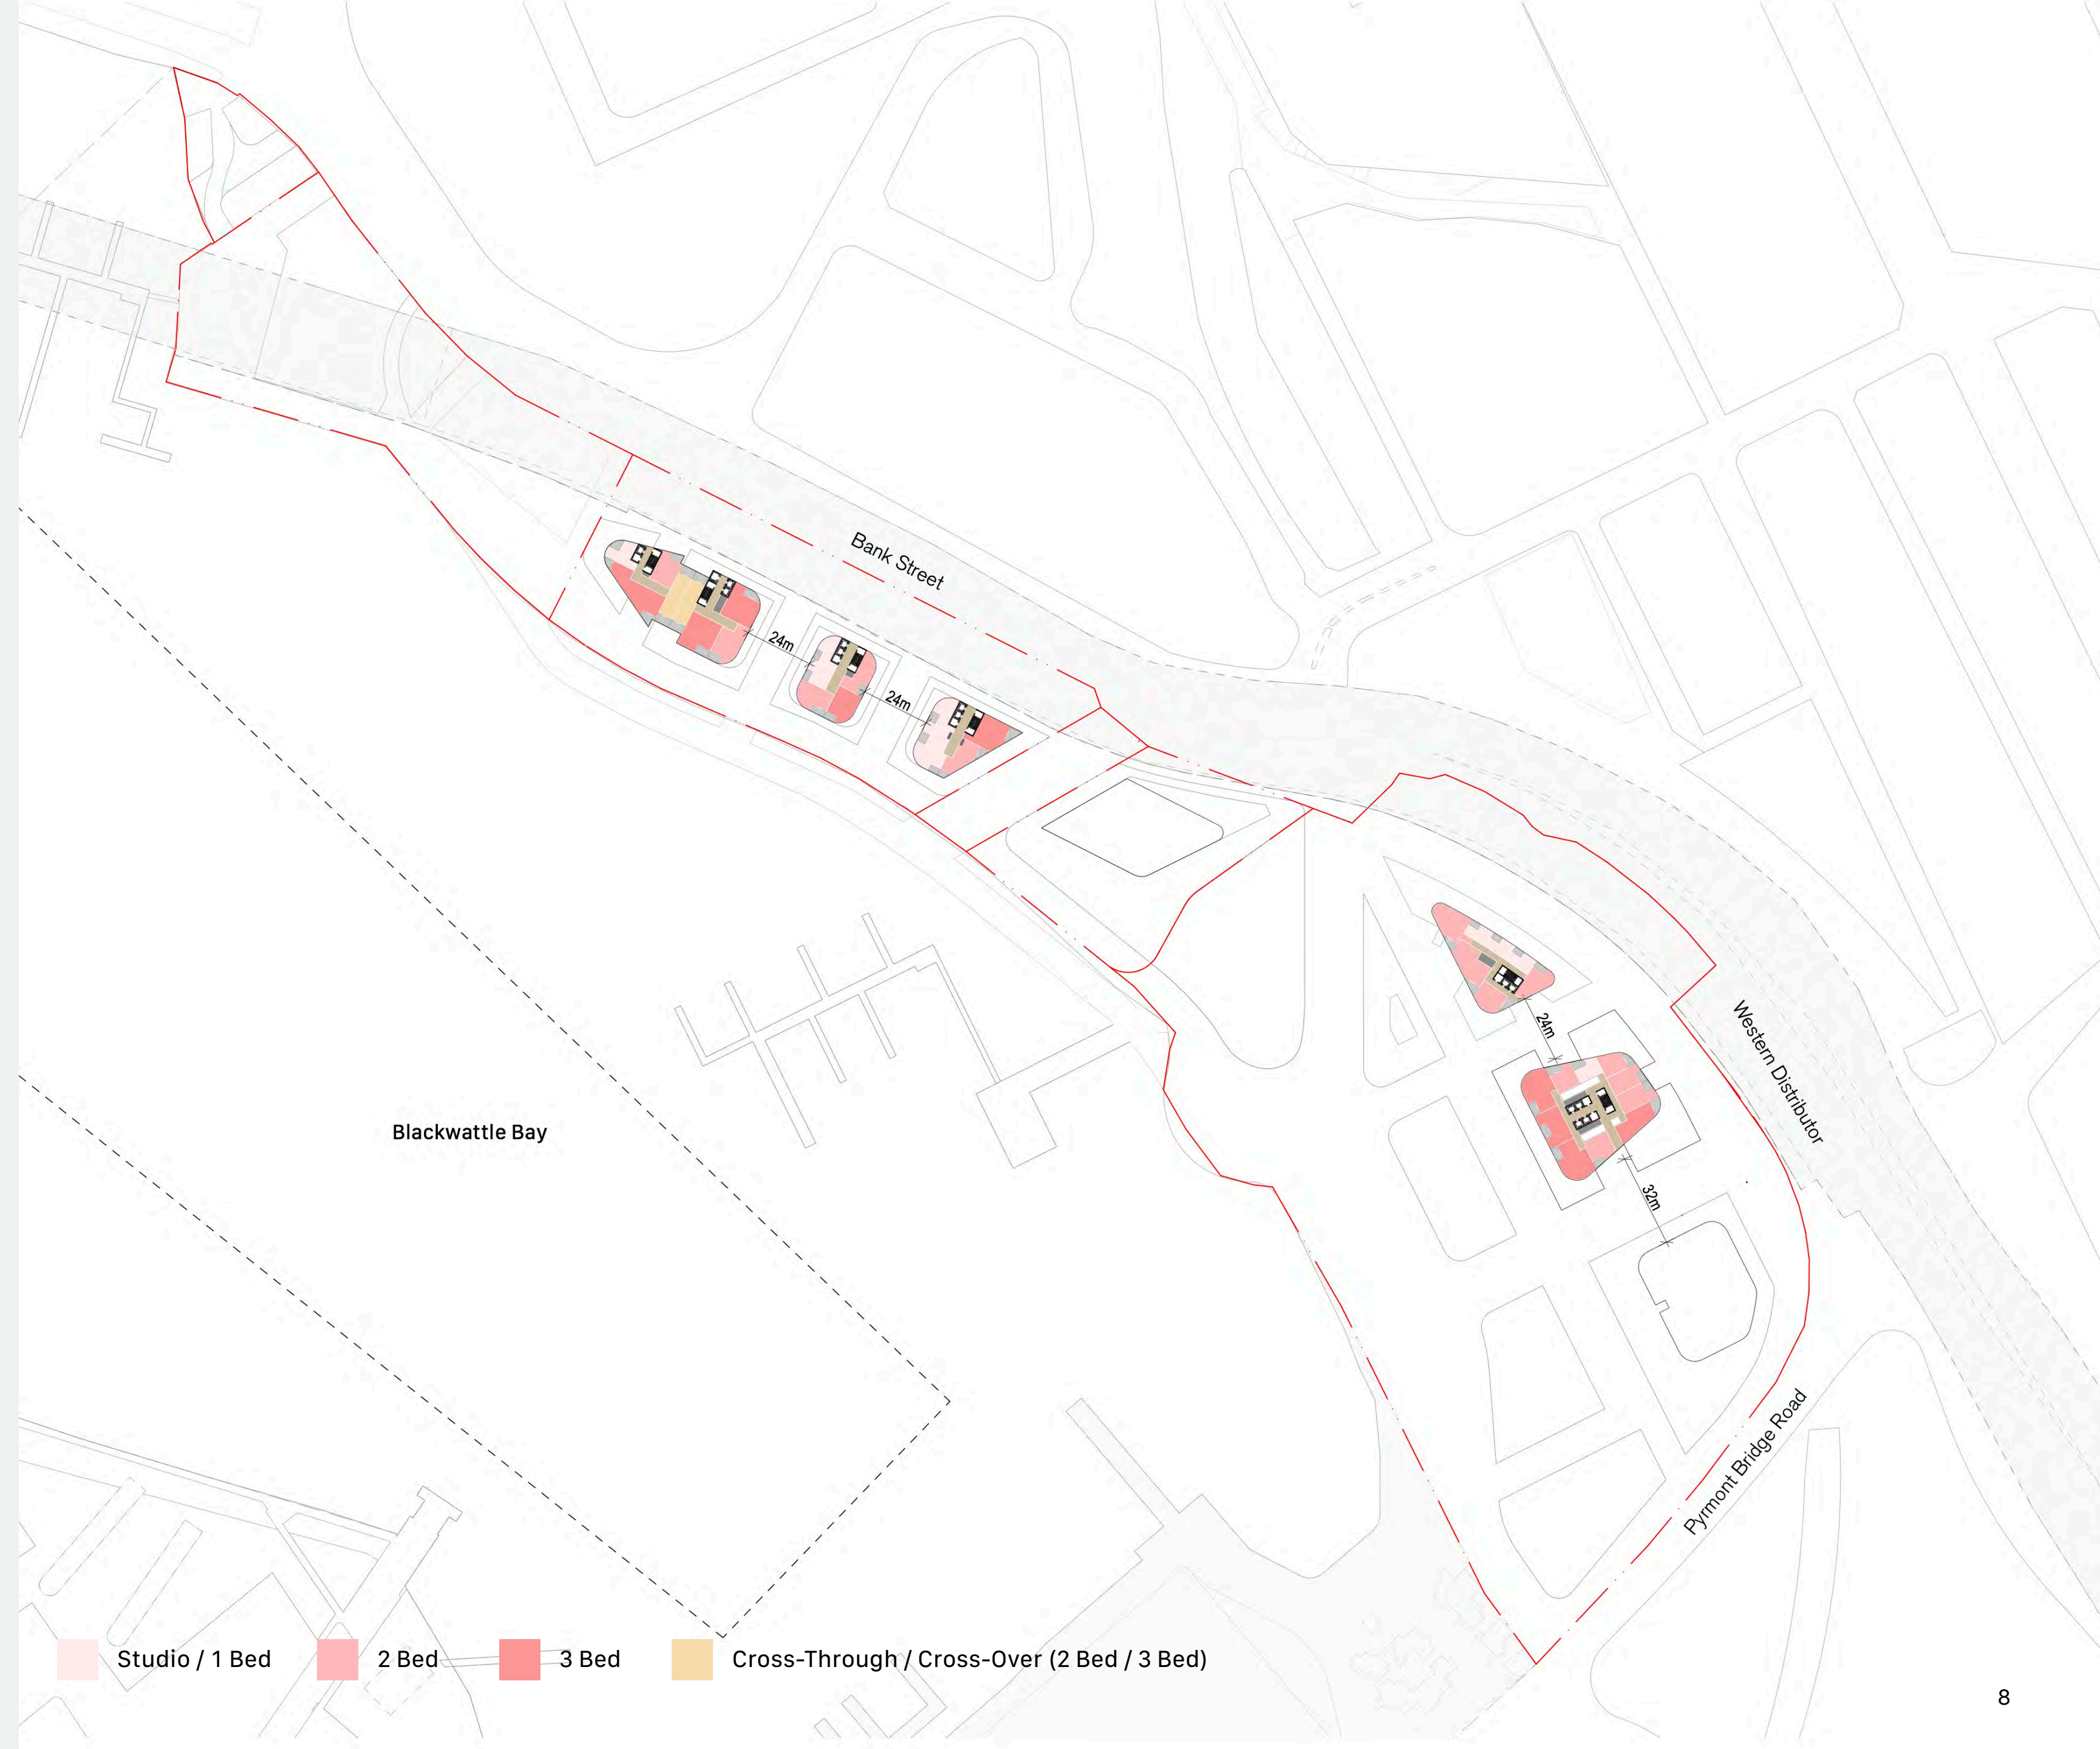 Bank Street
24m
24m
24m
Western Distributor
Blackwattle Bay
32m
Pyrmont Bridge Road
Studio / 1 Bed
2 Bed
3 Bed
Cross-Through / Cross-Over (2 Bed / 3 Bed)
8